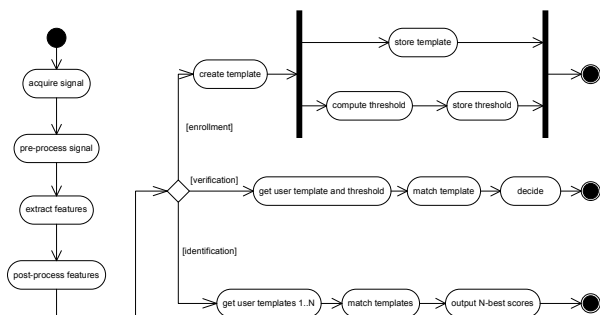 acquire signal
pre-process signal
extract features
post-process features
[enrollment]
create template
store template
compute threshold
store threshold
[verification]
get user template and threshold
match template
decide
[identification]
get user templates 1..N
match templates
output N-best scores